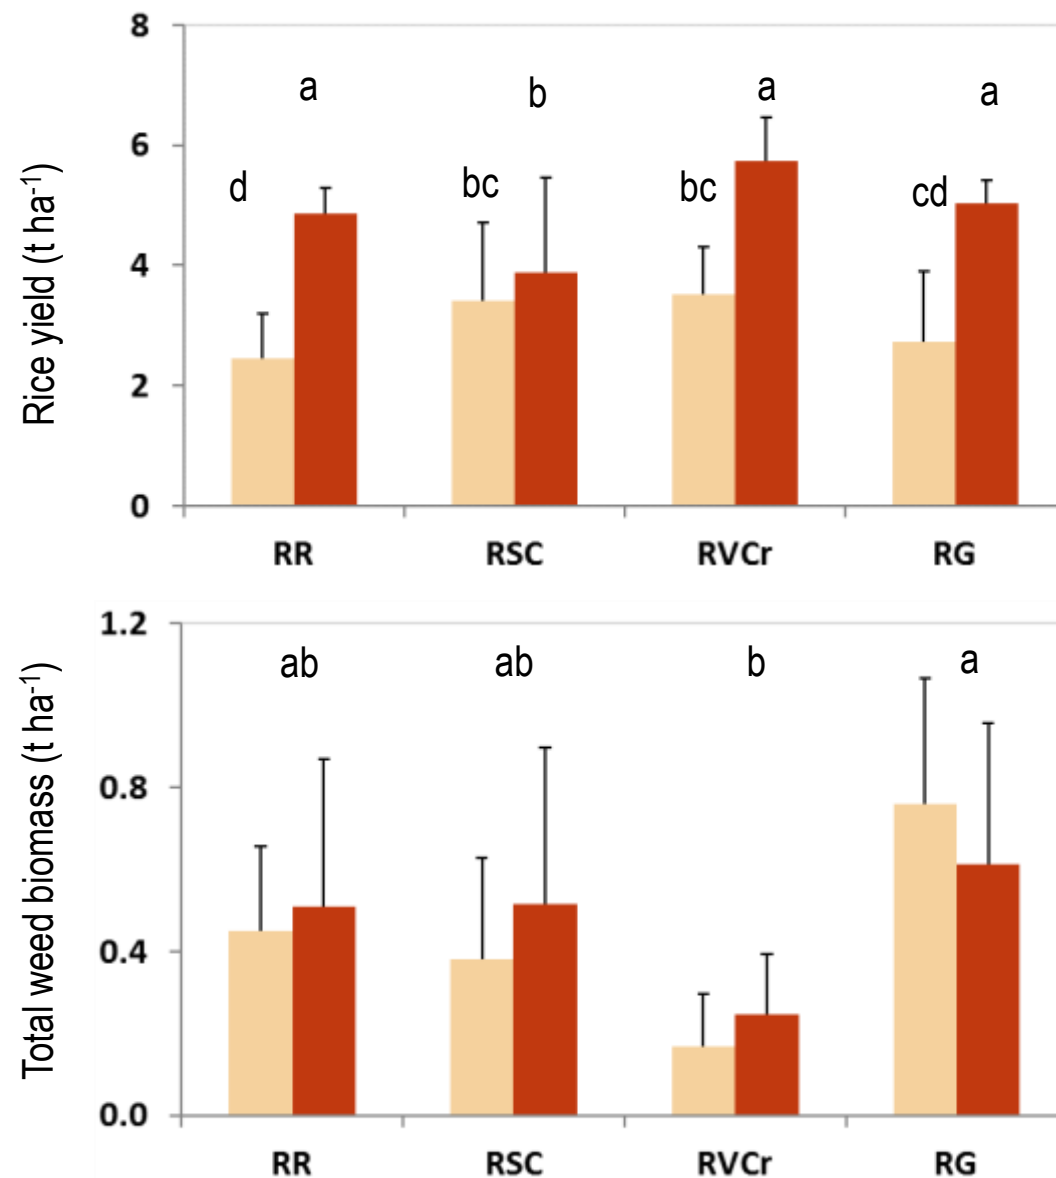 Rice yield (t ha⁻¹)
8
6
4
2
0
a
b
a
a
d
bc
bc
cd
RR RSC RVCr RG
Total weed biomass (t ha⁻¹)
1.2
0.8
0.4
0.0
ab ab b a
RR RSC RVCr RG